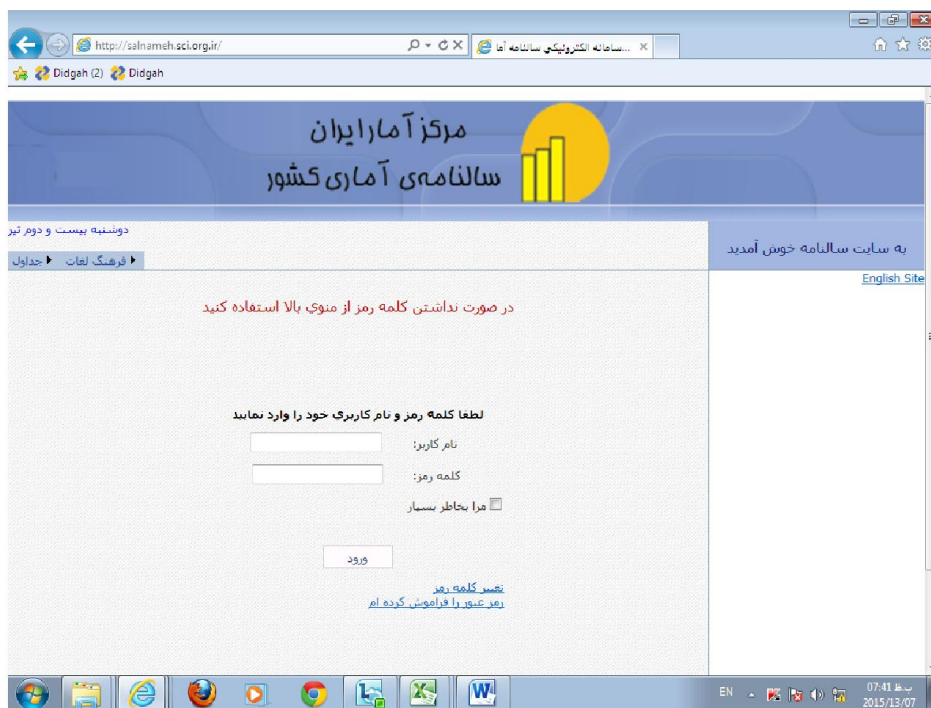 http://salnameh.sci.org.ir/
سامانه الکترونیکی سالنامه آما...
Didgah (2) Didgah
مرکز آمار ایران
سالنامه‌ی آماری کشور
دوشنبه بیست و دوم تیر
به سایت سالنامه خوش آمدید
فرهنگ لغات جداول
English Site
در صورت نداشتن کلمه رمز از منوي بالا استفاده کنید
لطفا کلمه رمز و نام کاربري خود را وارد نمایید
نام کاربر:
کلمه رمز:
مرا بخاطر بسپار
ورود
تغییر کلمه رمز
رمز عبور را فراموش کرده ام
EN
07:41 ب.ظ
2015/13/07